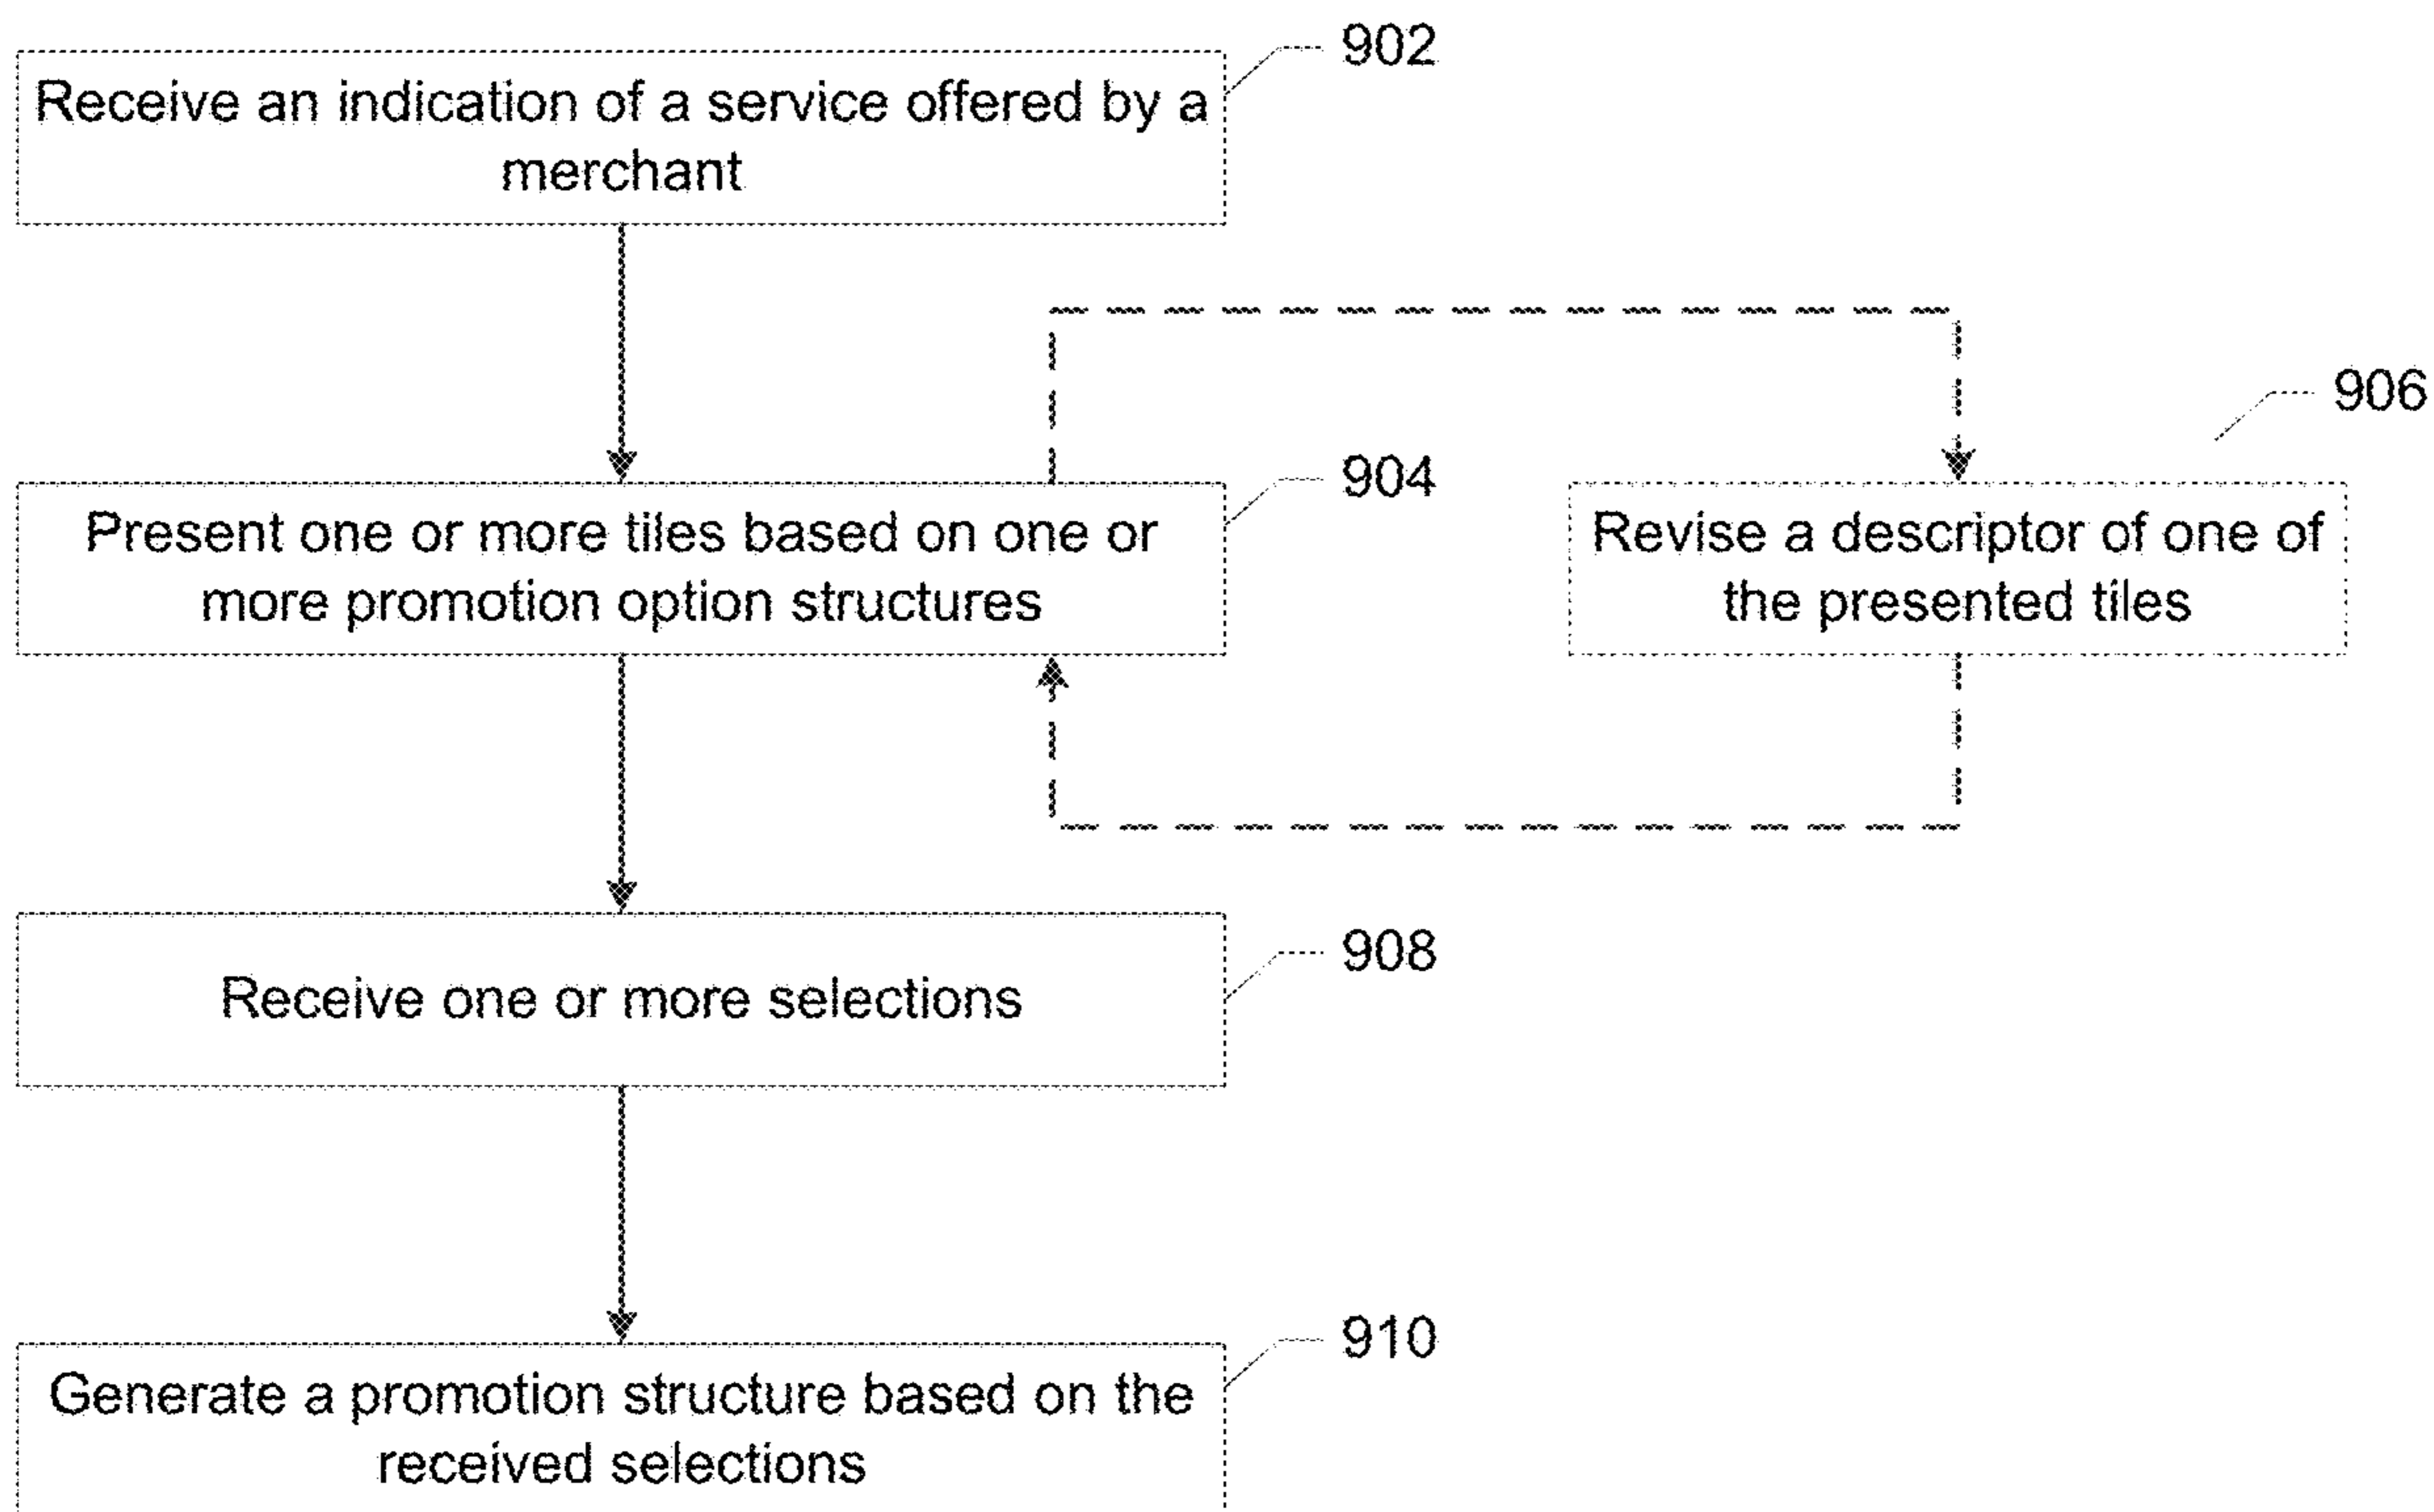 902
Receive an indication of a service offered by a
merchant
906
904
Present one or more tiles based on one or
more promotion option structures
Revise a descriptor of one of
the presented tiles
908
Receive one or more selections
910
Generate a promotion structure based on the
received selections